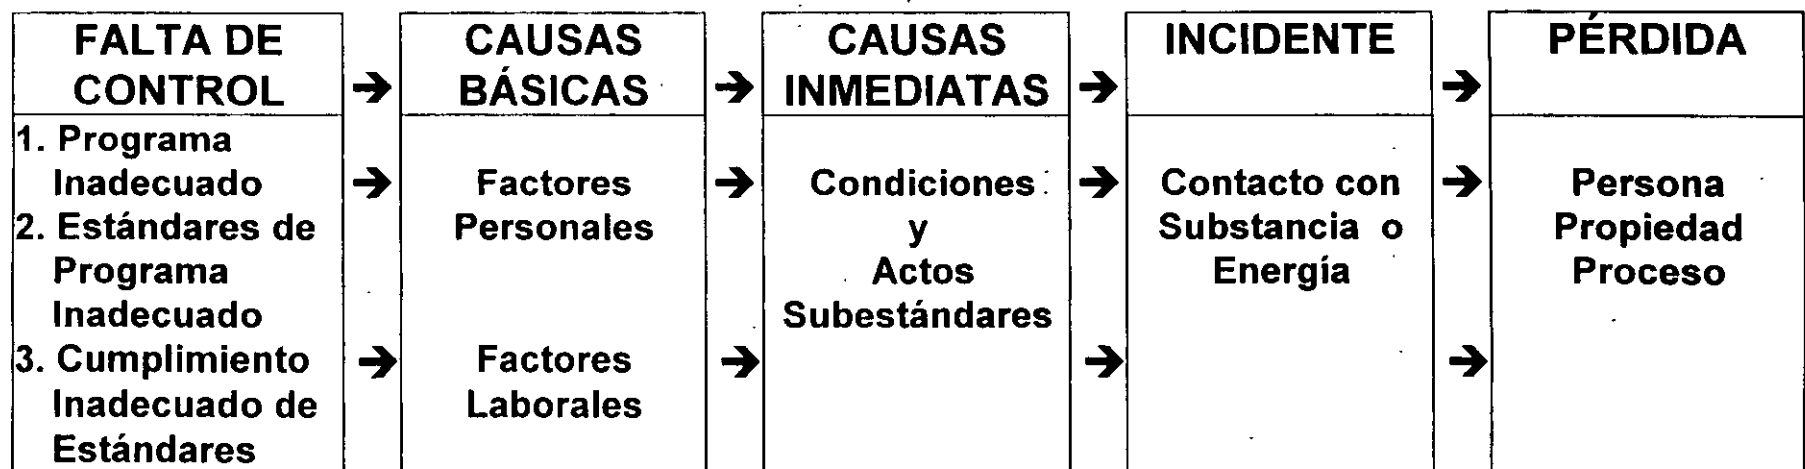 FALTA DE
CONTROL
1. Programa
Inadecuado
2. Estándares de
Programa
Inadecuado
3. Cumplimiento
Inadecuado de
Estándares
CAUSAS
BÁSICAS
Factores
Personales
Factores
Laborales
CAUSAS
INMEDIATAS
Condiciones
y
Actos
Subestándares
INCIDENTE
Contacto con
Substancia o
Energía
PÉRDIDA
Persona
Propiedad
Proceso